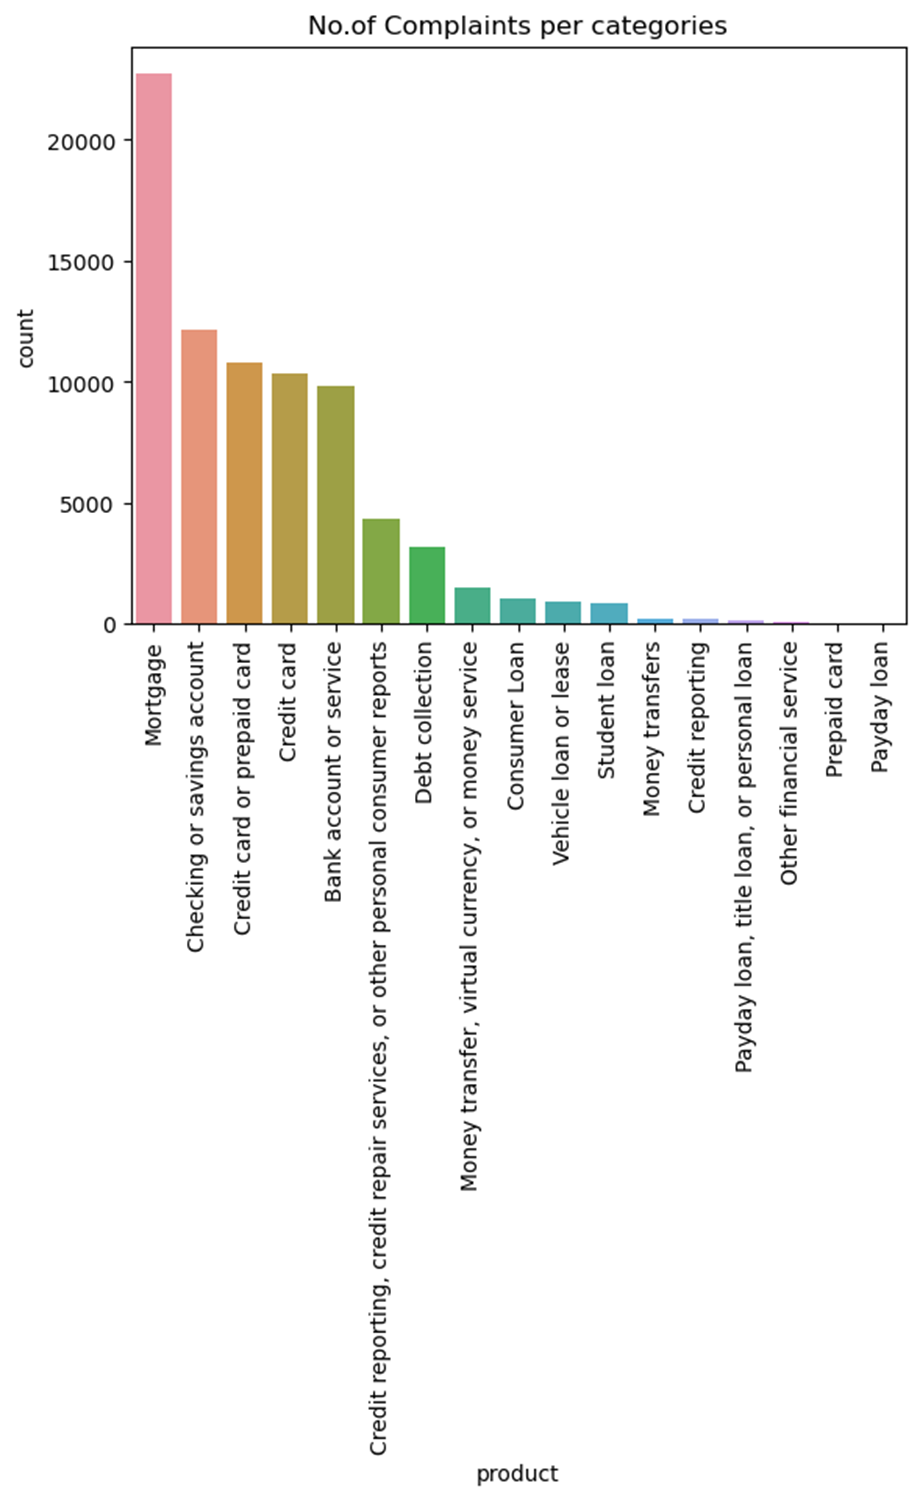 No.of Complaints per categories
20000
15000
10000
5000
0
count
Mortgage
Checking or savings account
Credit card or prepaid card
Credit card
Bank account or service
Credit reporting, credit repair services, or other personal consumer reports
Debt collection
Money transfer, virtual currency, or money service
Consumer Loan
Vehicle loan or lease
Student loan
Money transfers
Credit reporting
Payday loan, title loan, or personal loan
Other financial service
Prepaid card
Payday loan
product